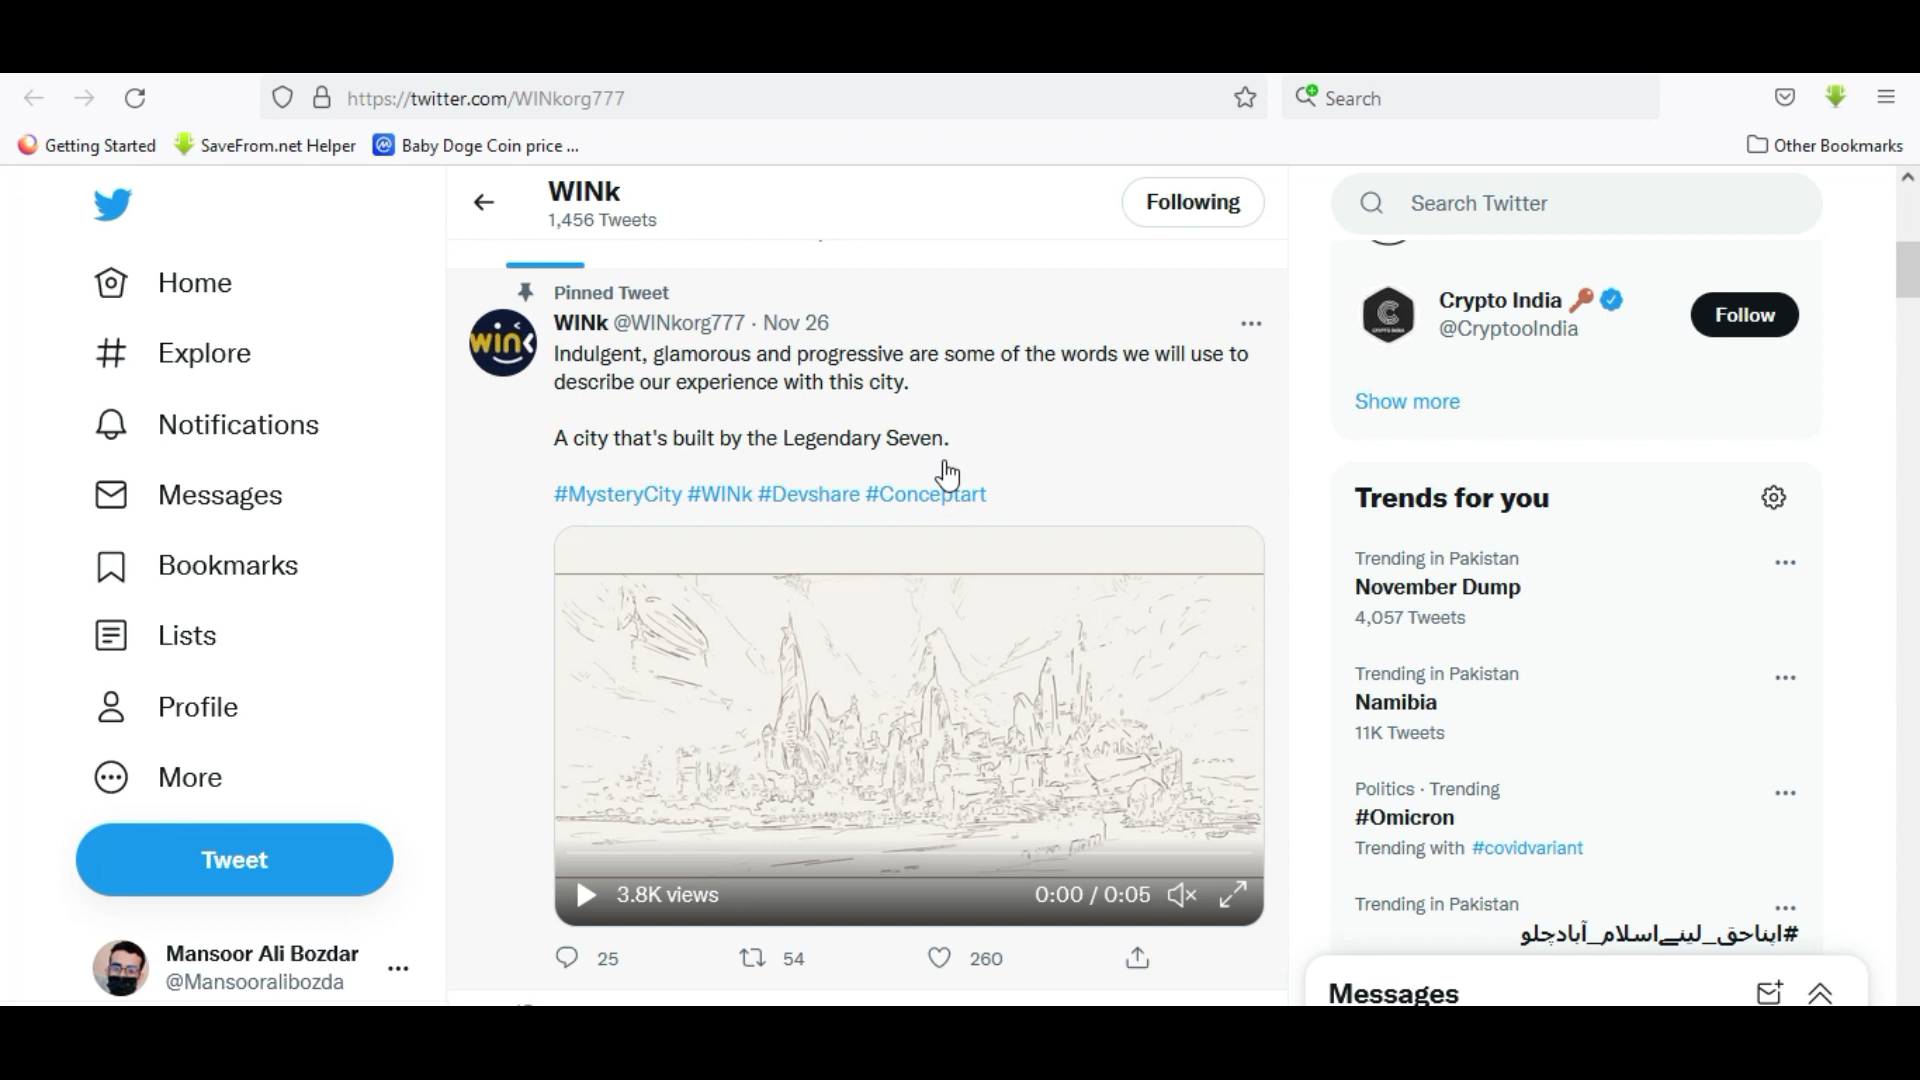 https://twitter.com/WINkorg777
Search
Getting Started
SaveFrom.net Helper
Baby Doge Coin price ...
Other Bookmarks
Home
Explore
Notifications
Messages
Bookmarks
Lists
Profile
More
Tweet
Mansoor Ali Bozdar
@Mansooralibozda
WINk
1,456 Tweets
Following
Pinned Tweet
WINk @WINkorg777 · Nov 26
wink
Indulgent, glamorous and progressive are some of the words we will use to
describe our experience with this city.
A city that's built by the Legendary Seven.
#MysteryCity #WINk #Devshare #Conceptart
3.8K views
0:00 / 0:05
25
54
260
Search Twitter
Crypto India
@CryptooIndia
Follow
Show more
Trends for you
Trending in Pakistan
November Dump
4,057 Tweets
Trending in Pakistan
Namibia
11K Tweets
Politics · Trending
#Omicron
Trending with #covidvariant
Trending in Pakistan
#اپناحق_لینےاسلام_آبادچلو
Messages